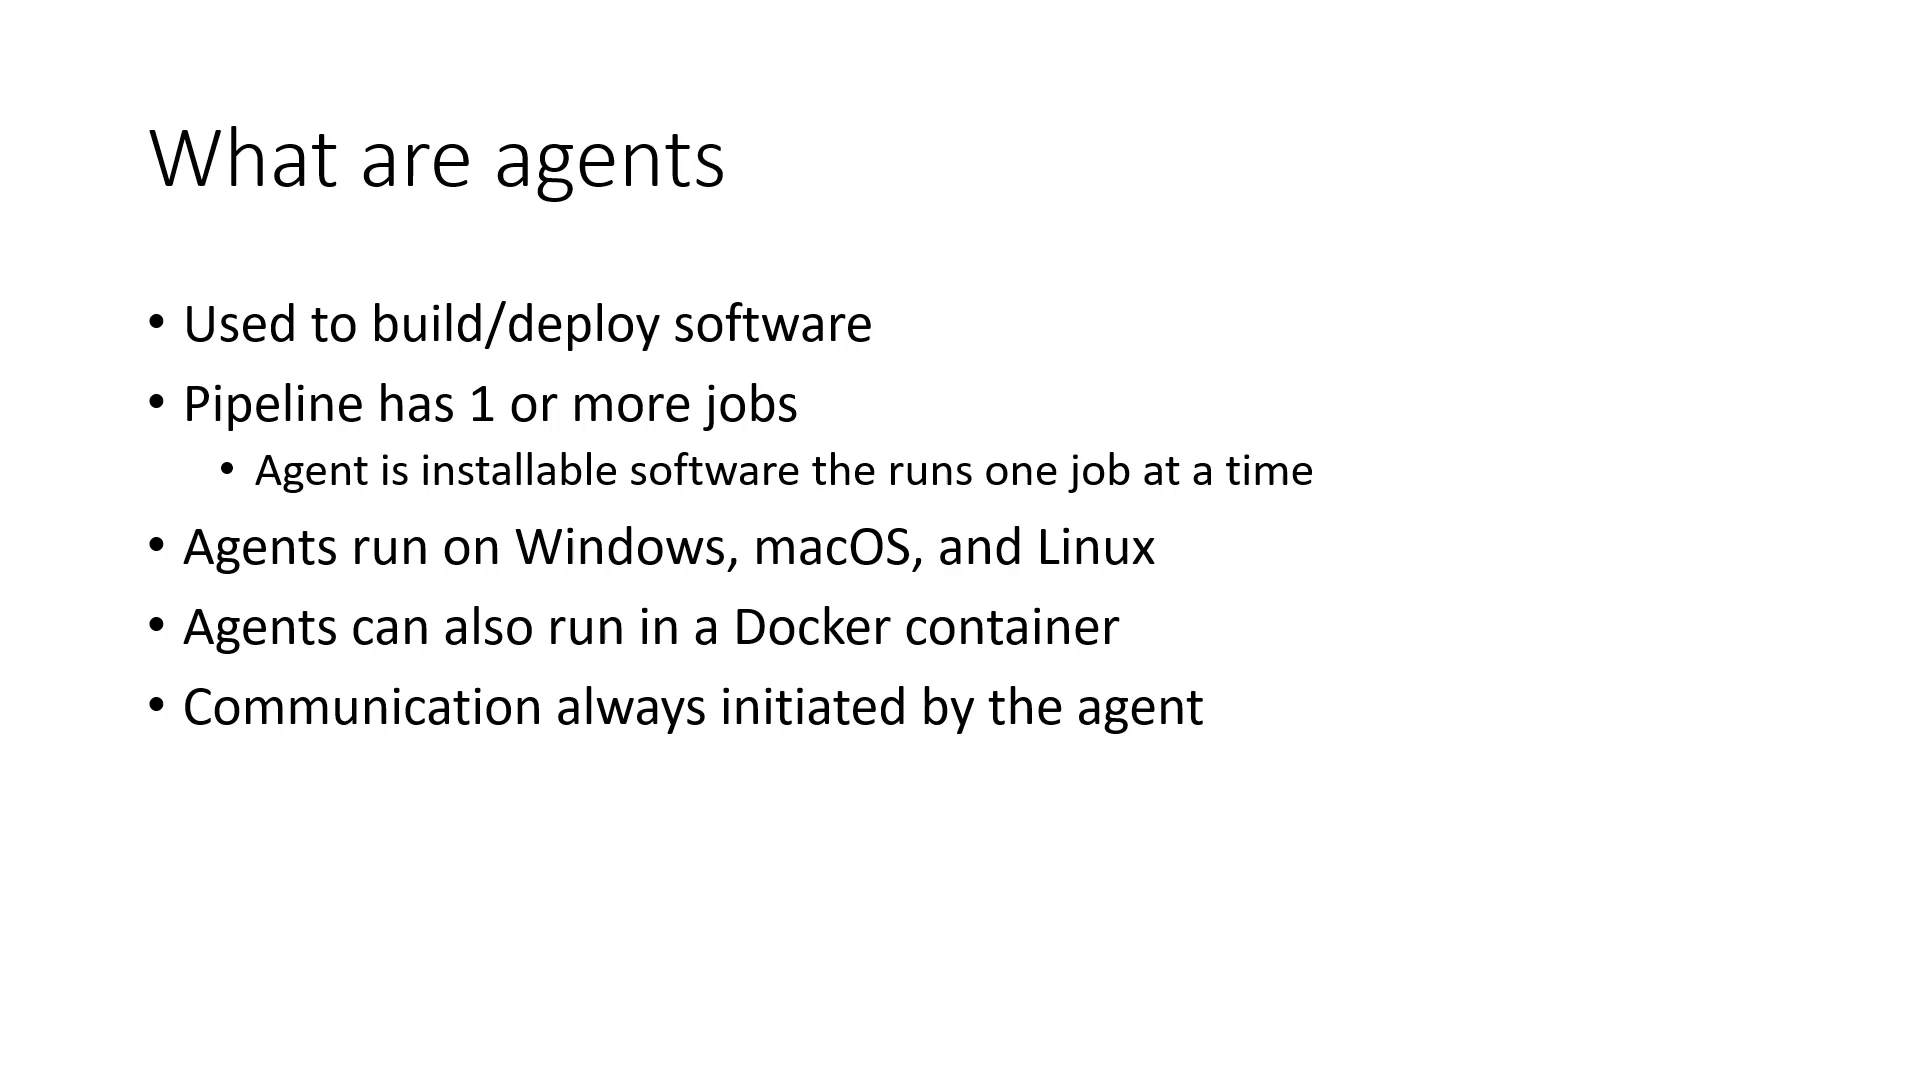 What are agents
• Used to build/deploy software
• Pipeline has 1 or more jobs
• Agent is installable software the runs one job at a time
• Agents run on Windows, macOS, and Linux
• Agents can also run in a Docker container
• Communication always initiated by the agent